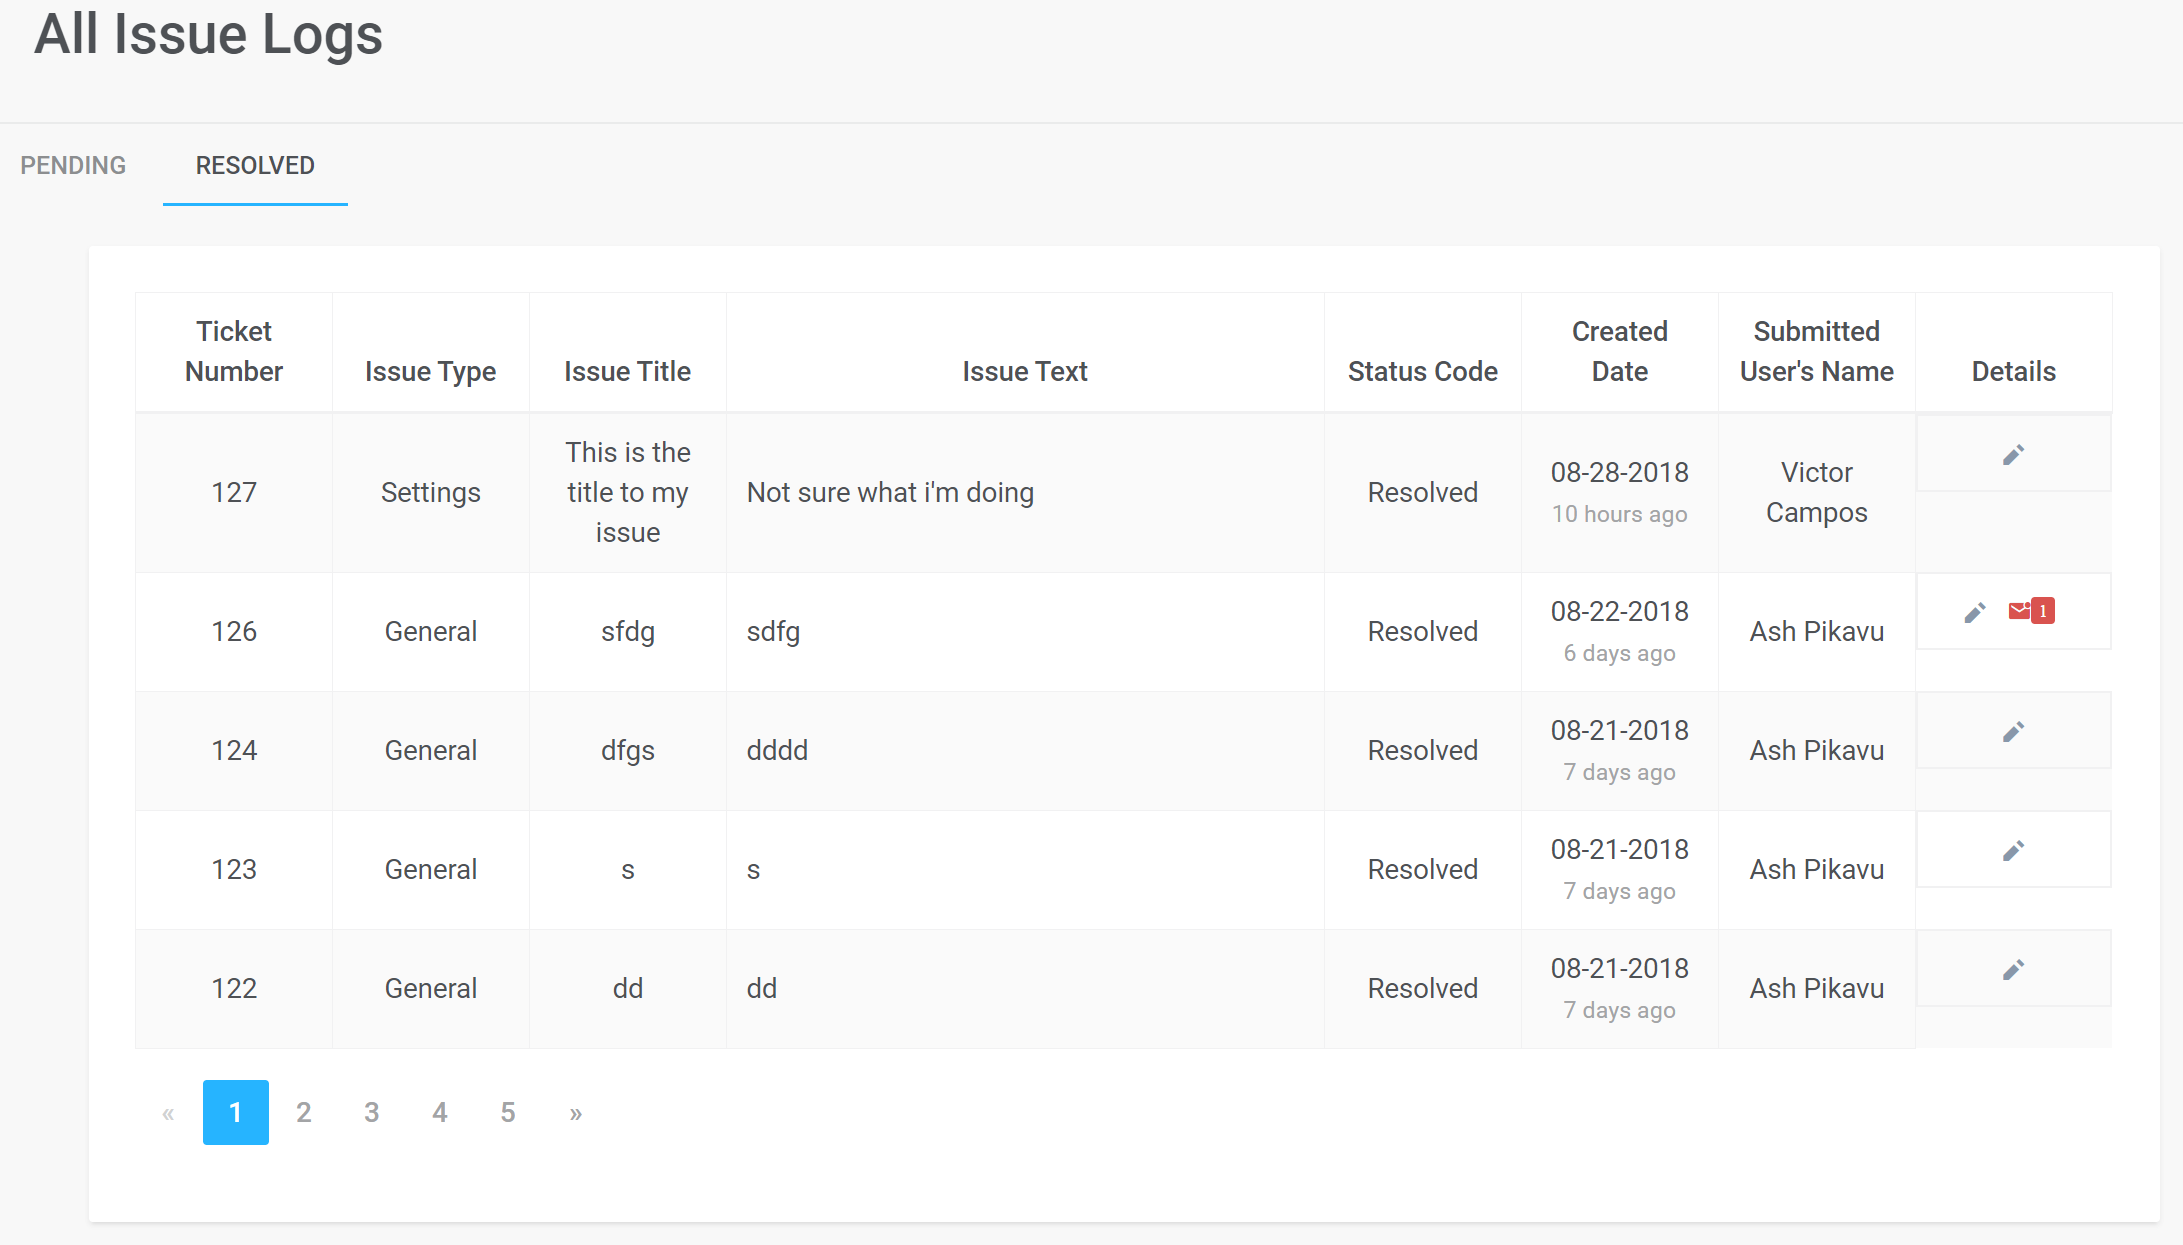 All Issue Logs
PENDING RESOLVED
Ticket Number Issue Type Issue Title Issue Text Status Code Created Date Submitted User's Name Details
127 Settings This is the title to my issue Not sure what i'm doing Resolved 08-28-2018 10 hours ago Victor Campos
126 General sfdg sdfg Resolved 08-22-2018 6 days ago Ash Pikavu 1
124 General dfgs dddd Resolved 08-21-2018 7 days ago Ash Pikavu
123 General s s Resolved 08-21-2018 7 days ago Ash Pikavu
122 General dd dd Resolved 08-21-2018 7 days ago Ash Pikavu
« 1 2 3 4 5 »